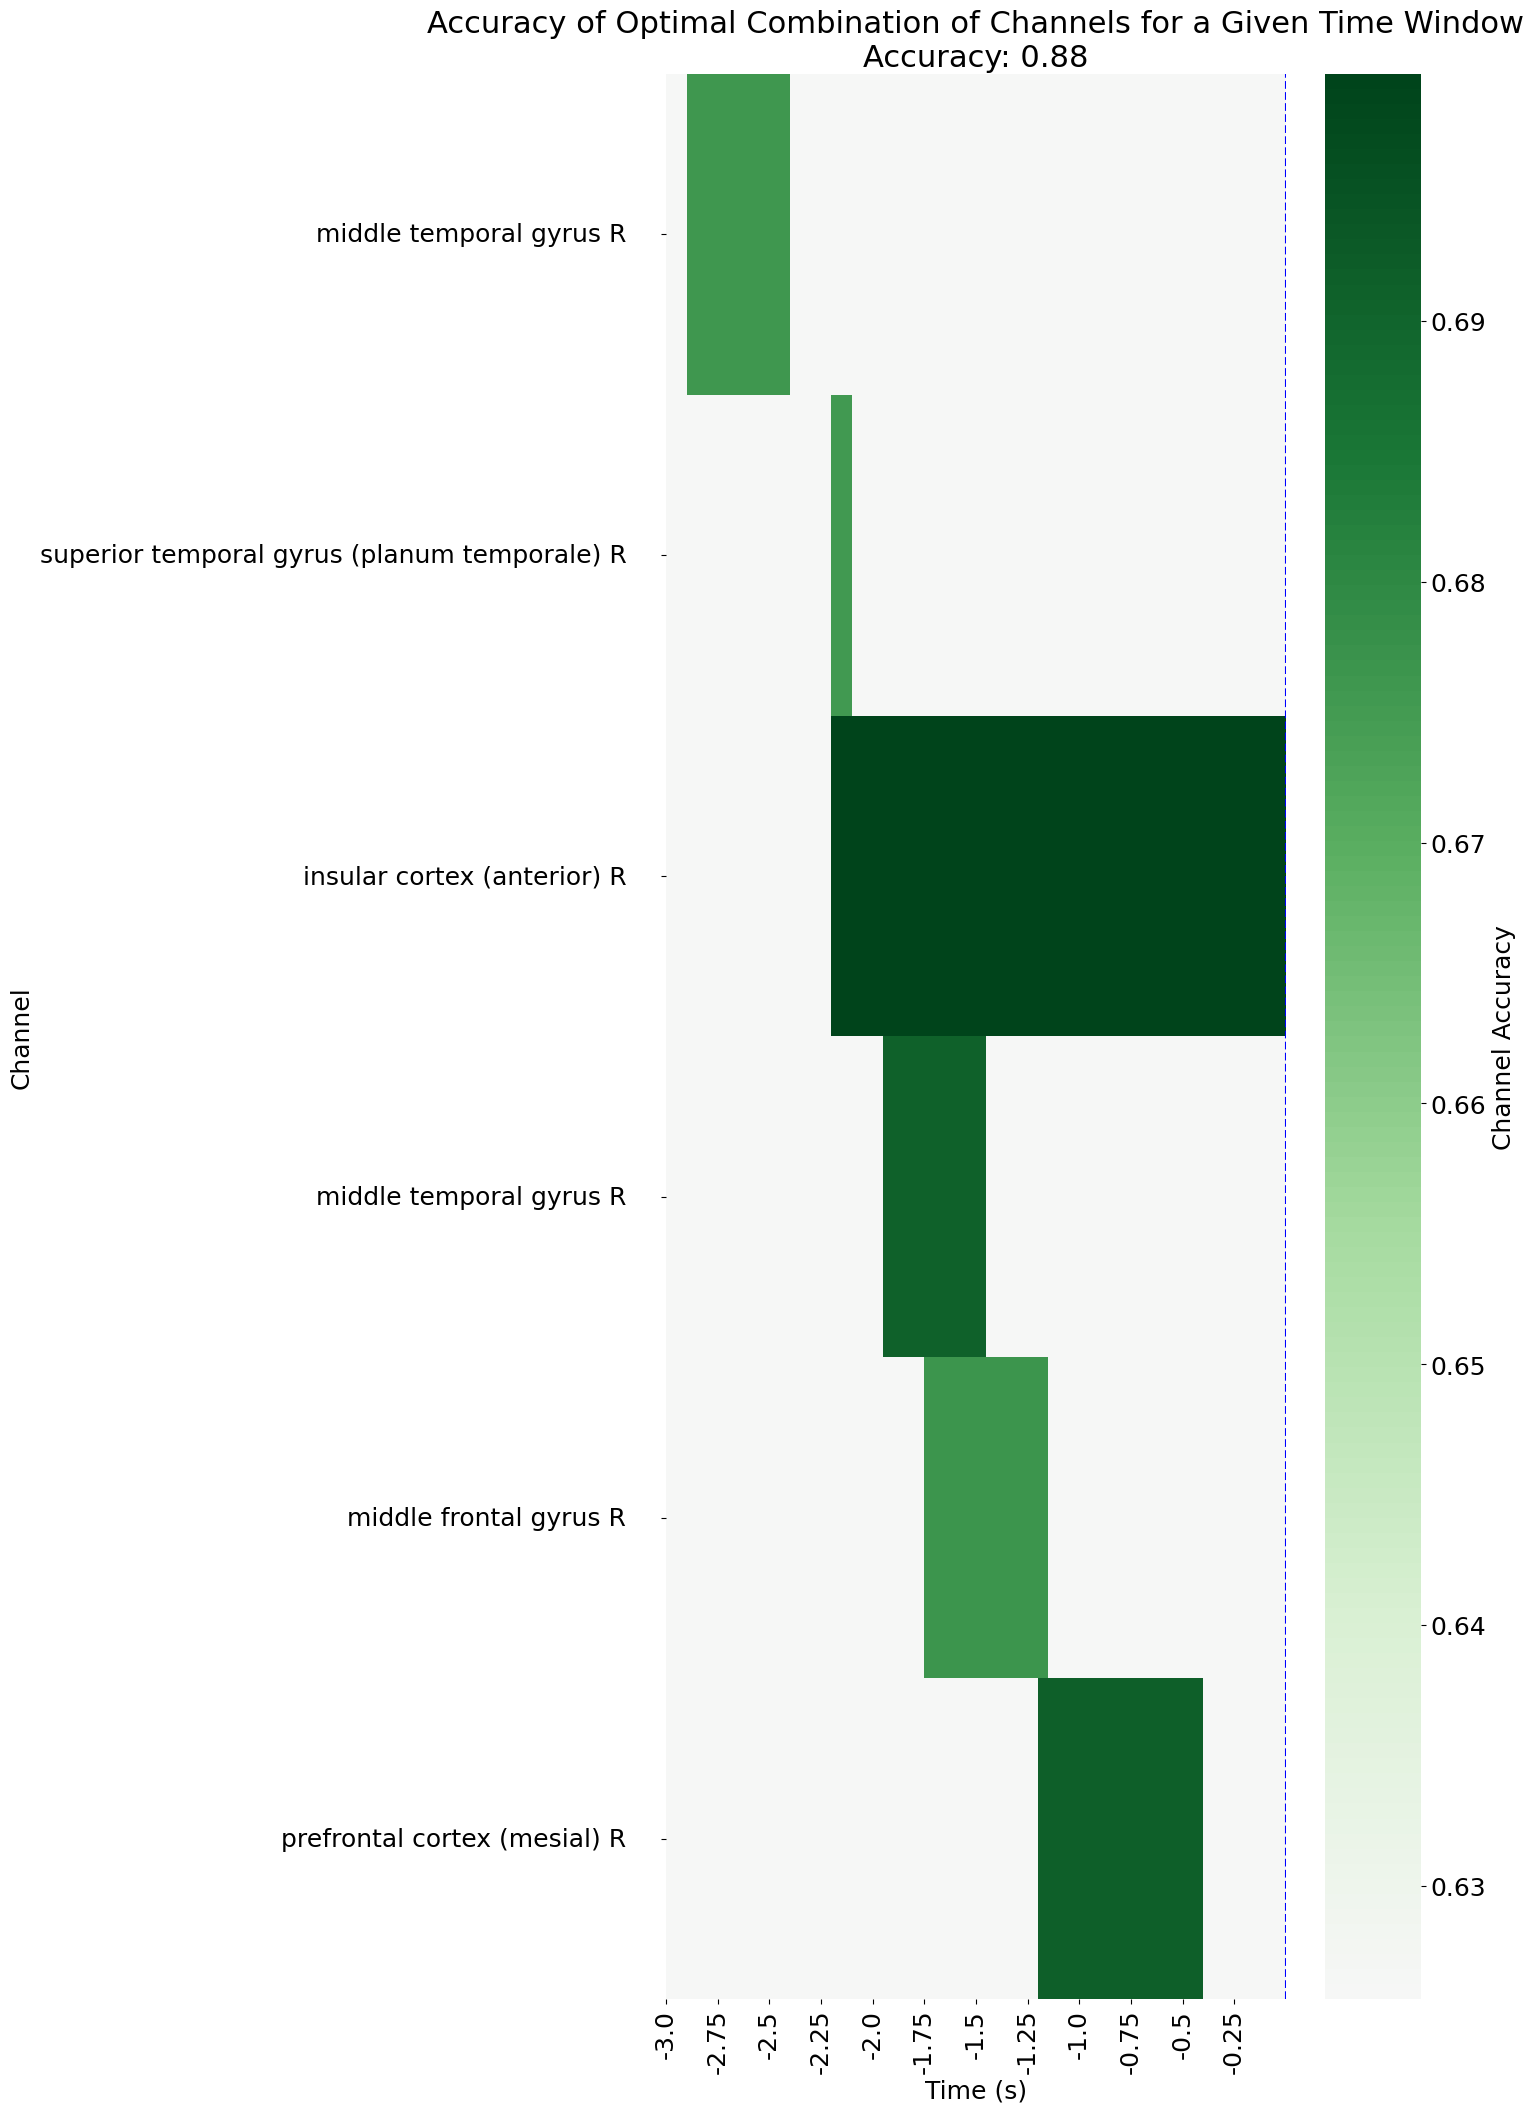 Accuracy of Optimal Combination of Channels for a Given Time Window
Accuracy: 0.88
Channel
middle temporal gyrus R
superior temporal gyrus (planum temporale) R
insular cortex (anterior) R
middle temporal gyrus R
middle frontal gyrus R
prefrontal cortex (mesial) R
-3.0
-2.75
-2.5
-2.25
-2.0
-1.75
-1.5
-1.25
-1.0
-0.75
-0.5
-0.25
Time (s)
0.69
0.68
0.67
0.66
0.65
0.64
0.63
Channel Accuracy